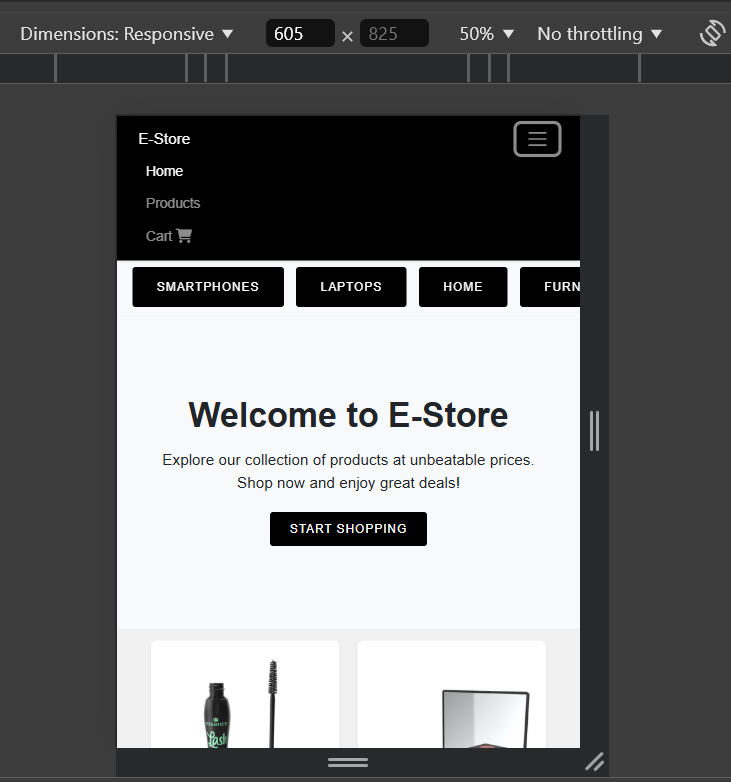 Dimensions: Responsive 605 × 825 50% No throttling
E-Store
Home
Products
Cart
SMARTPHONES LAPTOPS HOME FURN
Welcome to E-Store
Explore our collection of products at unbeatable prices.
Shop now and enjoy great deals!
START SHOPPING
essence
Lash